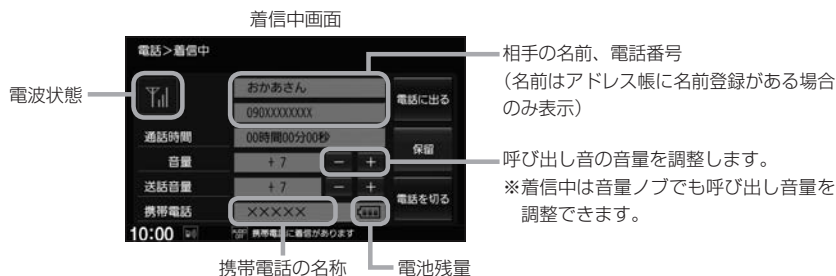 着信中画面
電話>着信中
相手の名前、電話番号
(名前はアドレス帳に名前登録がある場合
のみ表示)
電波状態
おかあさん
090XXXXXXXX
電話に出る
通話時間
00時間00分00秒
保留
音量
+ 7
− +
呼び出し音の音量を調整します。
※着信中は音量ノブでも呼び出し音量を
調整できます。
送話音量
+ 7
− +
電話を切る
携帯電話
×××××
10:00
AUDIO OFF
携帯電話に着信があります
携帯電話の名称
電池残量